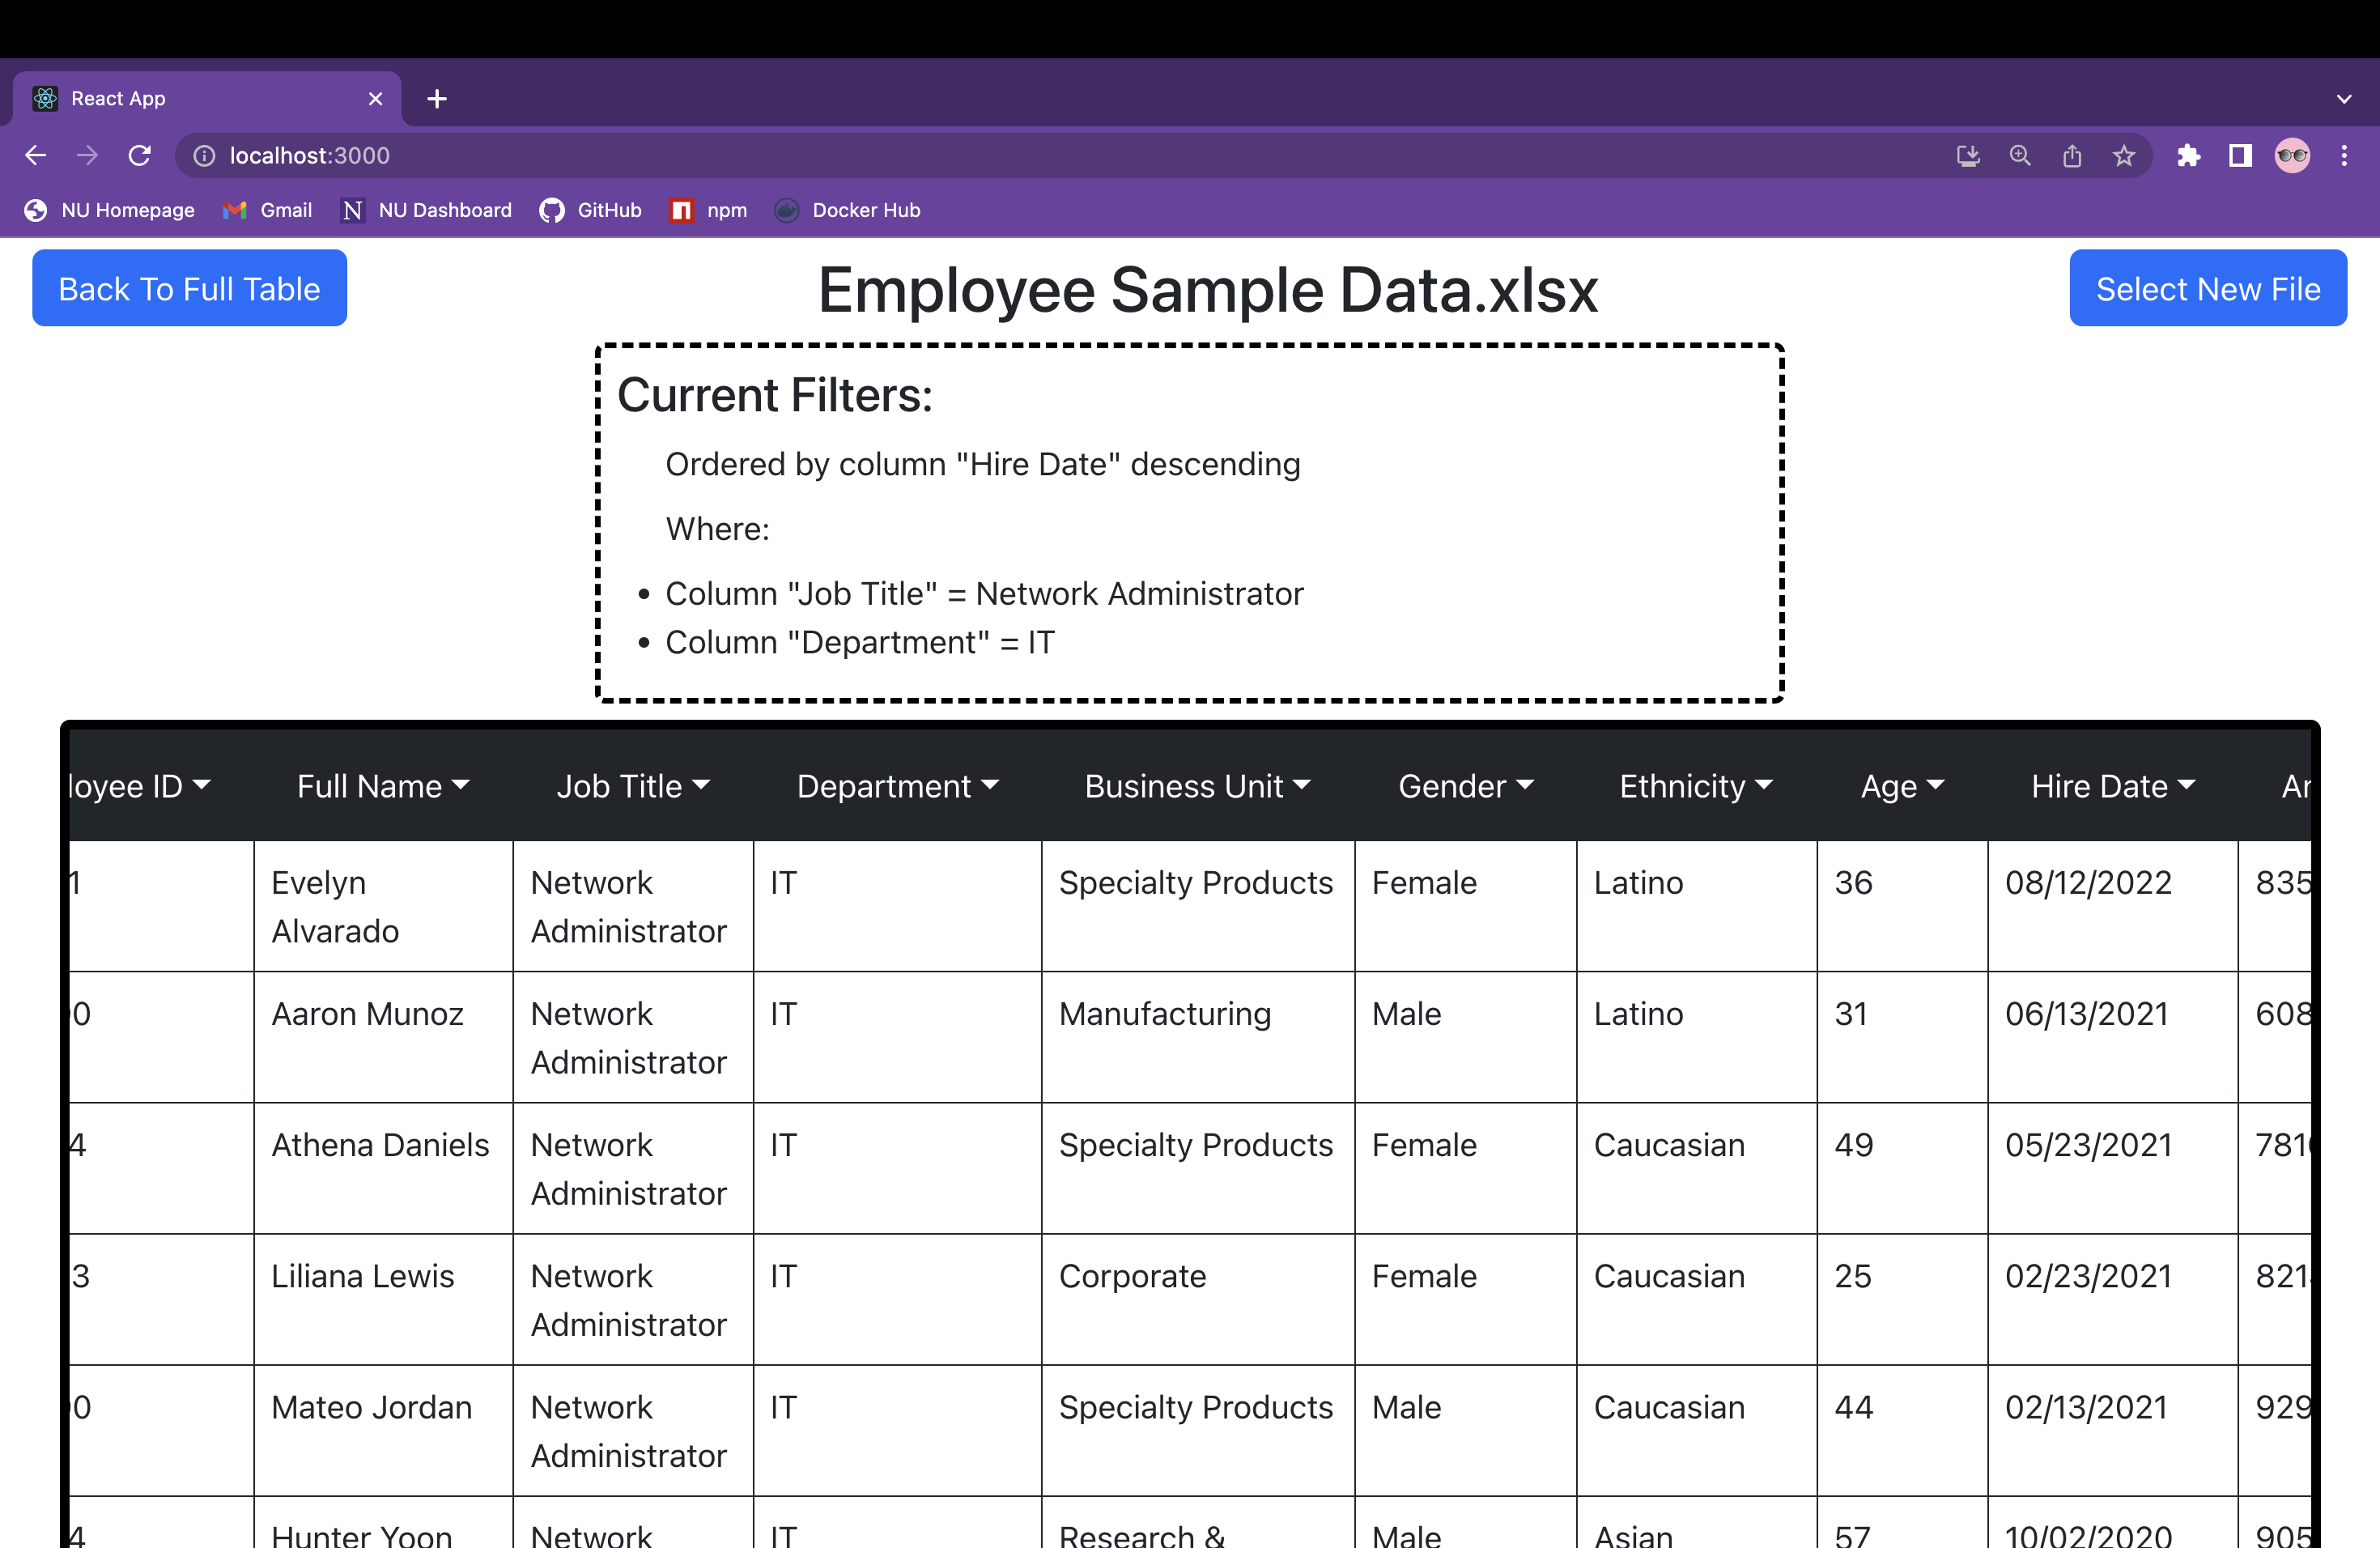 React App
localhost:3000
NU Homepage Gmail NU Dashboard GitHub npm Docker Hub
Back To Full Table Employee Sample Data.xlsx Select New File
Current Filters:
Ordered by column "Hire Date" descending
Where:
• Column "Job Title" = Network Administrator
• Column "Department" = IT
loyee ID Full Name Job Title Department Business Unit Gender Ethnicity Age Hire Date
1 Evelyn Network IT Specialty Products Female Latino 36 08/12/2022 835
Alvarado Administrator
0 Aaron Munoz Network IT Manufacturing Male Latino 31 06/13/2021 608
Administrator
4 Athena Daniels Network IT Specialty Products Female Caucasian 49 05/23/2021 781
Administrator
3 Liliana Lewis Network IT Corporate Female Caucasian 25 02/23/2021 821
Administrator
0 Mateo Jordan Network IT Specialty Products Male Caucasian 44 02/13/2021 929
Administrator
4 Hunter Yoon Network IT Research & Male Asian 57 10/02/2020 905